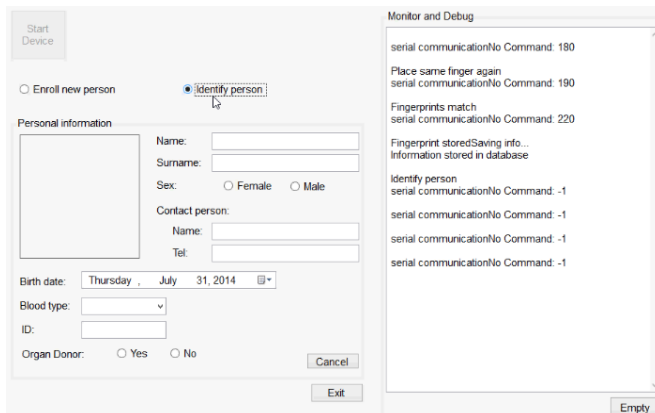 Start
Device
Enroll new person
Identify person
Personal information
Name:
Surname:
Sex:
Female
Male
Contact person:
Name:
Tel:
Birth date:
Thursday , July 31, 2014
Blood type:
ID:
Organ Donor:
Yes
No
Cancel
Exit
Monitor and Debug
serial communicationNo Command: 180
Place same finger again
serial communicationNo Command: 190
Fingerprints match
serial communicationNo Command: 220
Fingerprint storedSaving info...
Information stored in database
Identify person
serial communicationNo Command: -1
serial communicationNo Command: -1
serial communicationNo Command: -1
serial communicationNo Command: -1
Empty